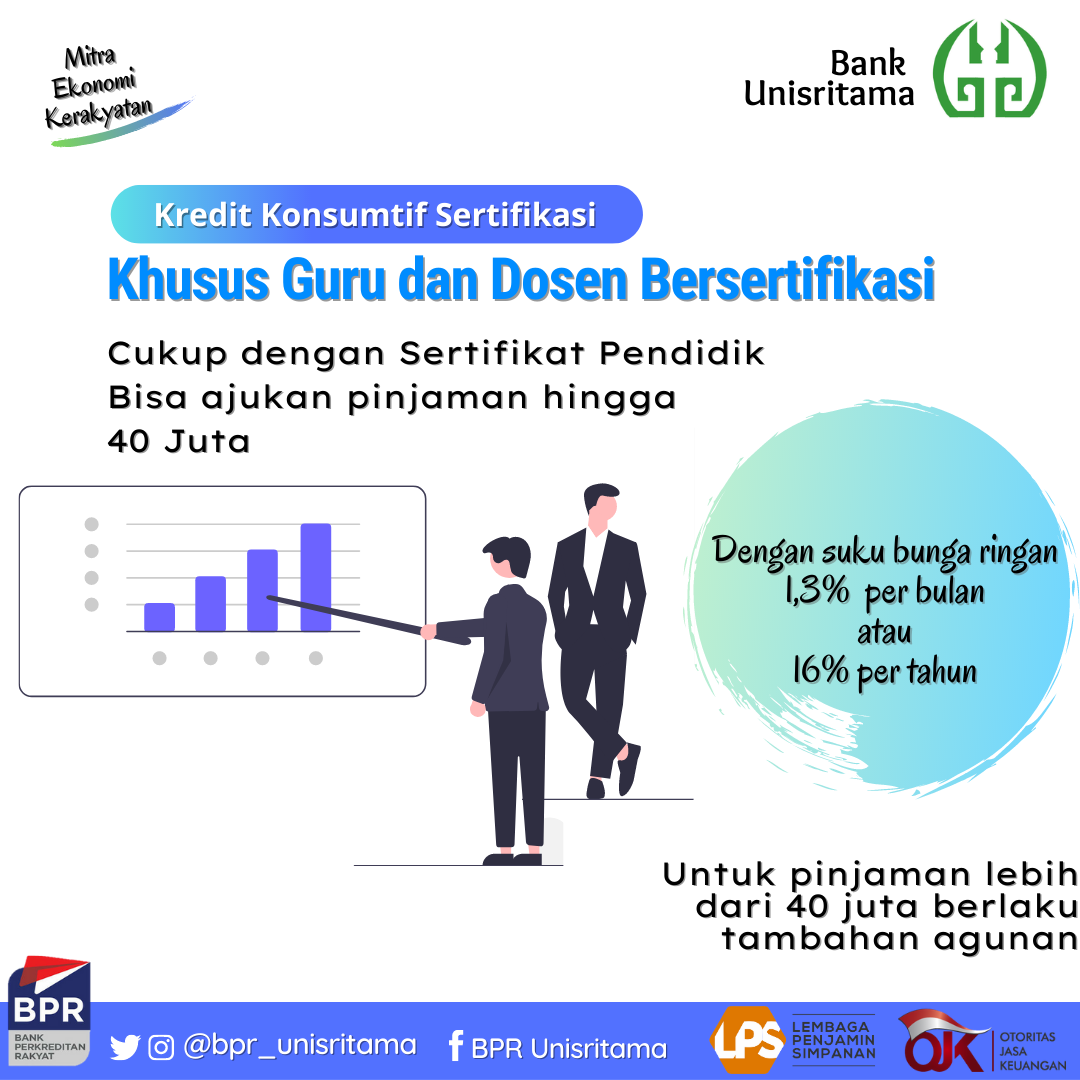 Mitra
Ekonomi
Kerakyatan
Bank
Unisritama
Kredit Konsumtif Sertifikasi
Khusus Guru dan Dosen Bersertifikasi
Cukup dengan Sertifikat Pendidik
Bisa ajukan pinjaman hingga
40 Juta
Dengan suku bunga ringan
1,3% per bulan
atau
16% per tahun
Untuk pinjaman lebih
dari 40 juta berlaku
tambahan agunan
BPR
BANK
PERKREDITAN
RAKYAT
@bpr_unisritama
BPR Unisritama
LPS
LEMBAGA
PENJAMIN
SIMPANAN
OJK
OTORITAS
JASA
KEUANGAN